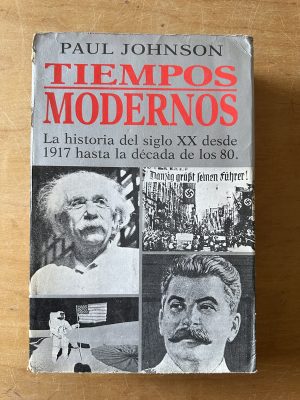 PAUL JOHNSON
TIEMPOS
MODERNOS
La historia del siglo XX desde
1917 hasta la década de los 80.
Danzig grüßt seinen Führer!